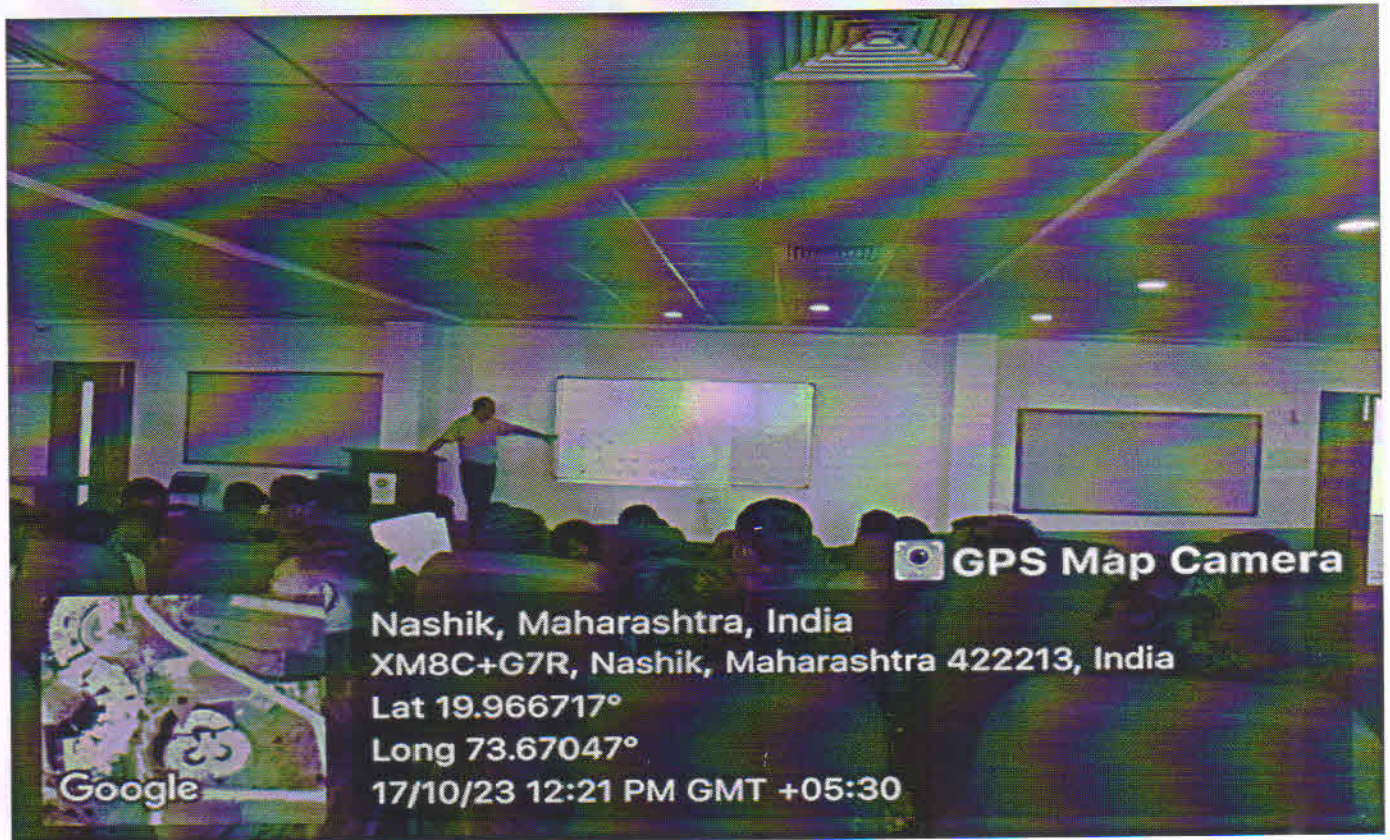 GPS Map Camera
Nashik, Maharashtra, India
XM8C+G7R, Nashik, Maharashtra 422213, India
Lat 19.966717°
Long 73.67047°
17/10/23 12:21 PM GMT +05:30
Google